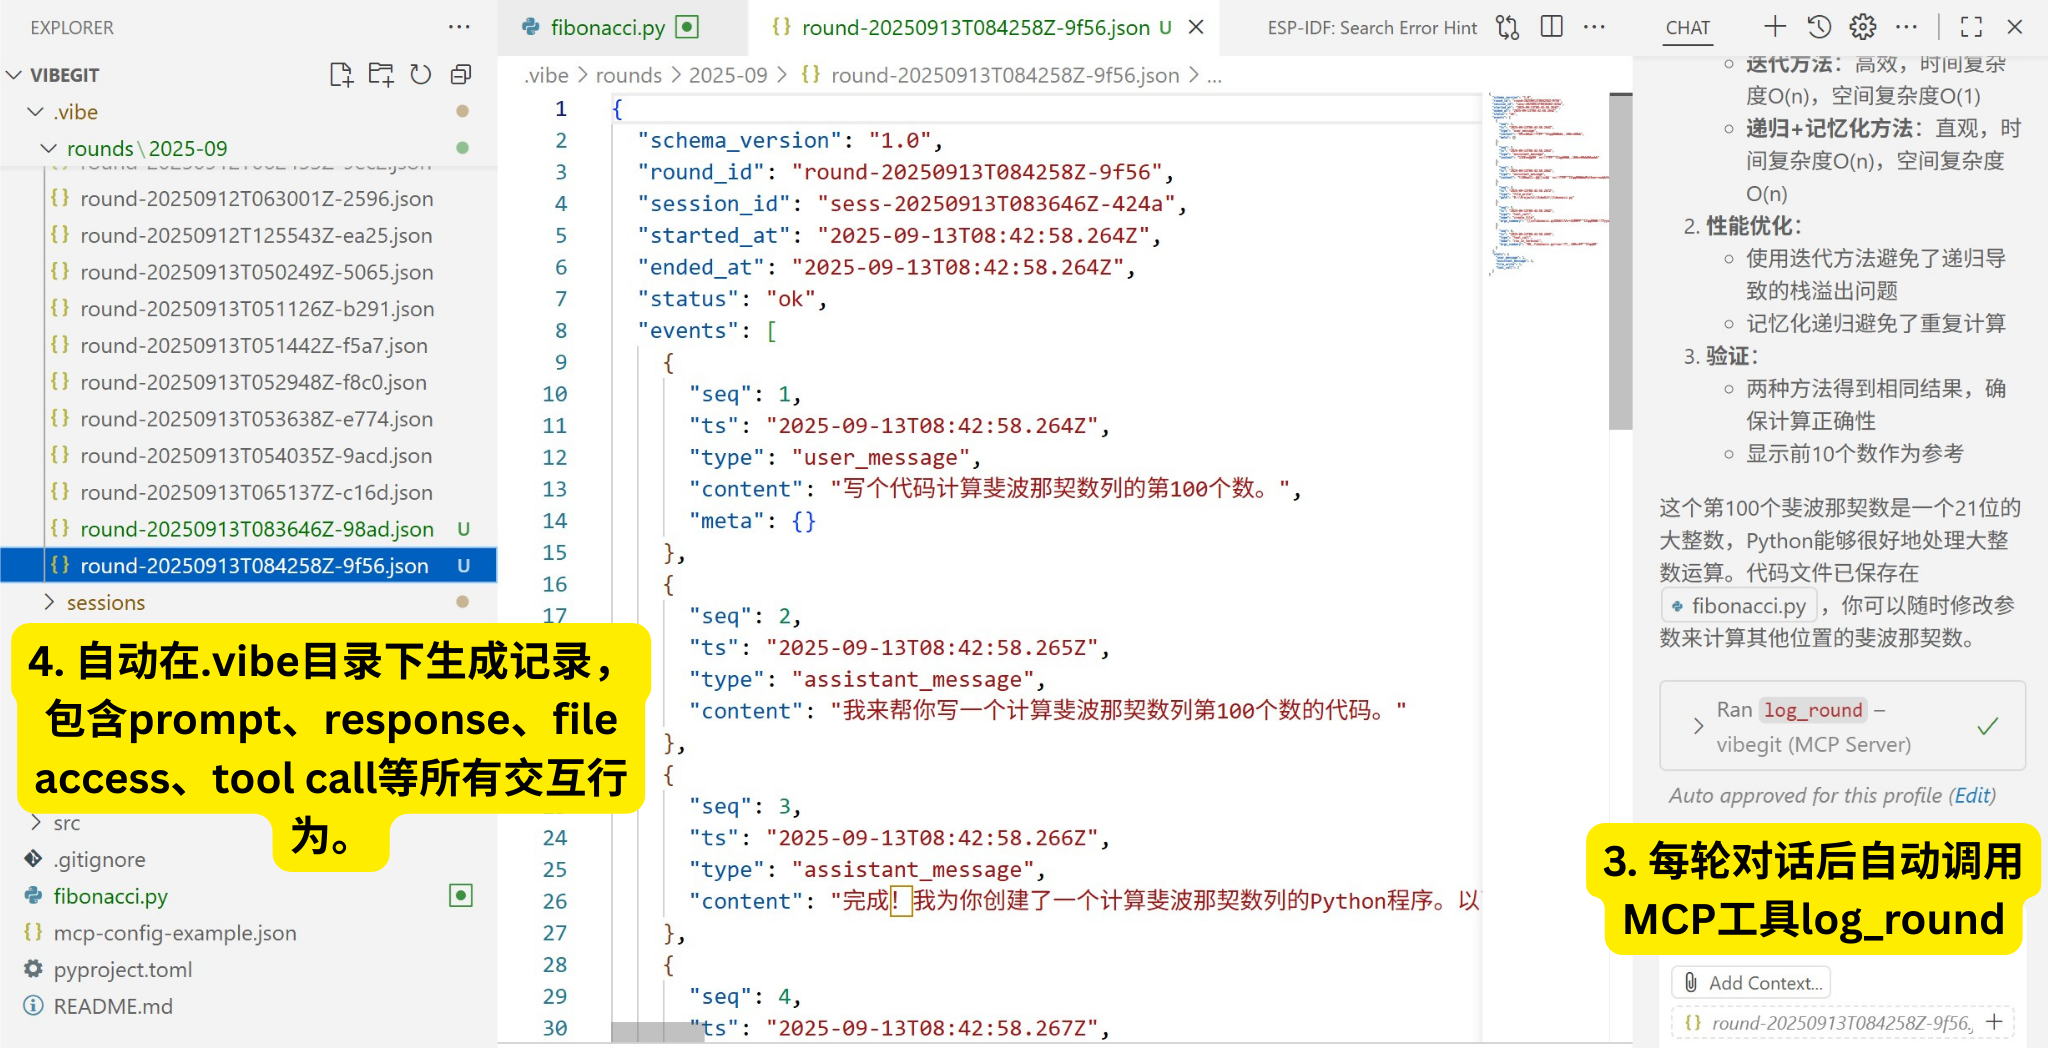 EXPLORER
VIBEGIT
.vibe
rounds\2025-09
round-20250912T063001Z-2596.json
round-20250912T125543Z-ea25.json
round-20250913T050249Z-5065.json
round-20250913T051126Z-b291.json
round-20250913T051442Z-f5a7.json
round-20250913T052948Z-f8c0.json
round-20250913T053638Z-e774.json
round-20250913T054035Z-9acd.json
round-20250913T065137Z-c16d.json
round-20250913T083646Z-98ad.json U
round-20250913T084258Z-9f56.json U
sessions
4. 自动在.vibe目录下生成记录，
包含prompt、response、file
access、tool call等所有交互行
为。
src
.gitignore
fibonacci.py
mcp-config-example.json
pyproject.toml
README.md
fibonacci.py
{} round-20250913T084258Z-9f56.json U
ESP-IDF: Search Error Hint
.vibe > rounds > 2025-09 > {} round-20250913T084258Z-9f56.json > ...
1 {
2 "schema_version": "1.0",
3 "round_id": "round-20250913T084258Z-9f56",
4 "session_id": "sess-20250913T083646Z-424a",
5 "started_at": "2025-09-13T08:42:58.264Z",
6 "ended_at": "2025-09-13T08:42:58.264Z",
7 "status": "ok",
8 "events": [
9 {
10 "seq": 1,
11 "ts": "2025-09-13T08:42:58.264Z",
12 "type": "user_message",
13 "content": "写个代码计算斐波那契数列的第100个数。",
14 "meta": {}
15 },
16 {
17 "seq": 2,
"ts": "2025-09-13T08:42:58.265Z",
"type": "assistant_message",
"content": "我来帮你写一个计算斐波那契数列第100个数的代码。"
},
{
"seq": 3,
24 "ts": "2025-09-13T08:42:58.266Z",
25 "type": "assistant_message",
26 "content": "完成！我为你创建了一个计算斐波那契数列的Python程序。以
27 },
28 {
29 "seq": 4,
30 "ts": "2025-09-13T08:42:58.267Z",
CHAT
迭代方法：高效，时间复杂
度O(n)，空间复杂度O(1)
递归+记忆化方法：直观，时
间复杂度O(n)，空间复杂度
O(n)
2. 性能优化：
使用迭代方法避免了递归导
致的栈溢出问题
记忆化递归避免了重复计算
3. 验证：
两种方法得到相同结果，确
保计算正确性
显示前10个数作为参考
这个第100个斐波那契数是一个21位的
大整数，Python能够很好地处理大整
数运算。代码文件已保存在
fibonacci.py ，你可以随时修改参
数来计算其他位置的斐波那契数。
Ran log_round –
vibegit (MCP Server)
Auto approved for this profile (Edit)
3. 每轮对话后自动调用
MCP工具log_round
Add Context...
{} round-20250913T084258Z-9f56. +